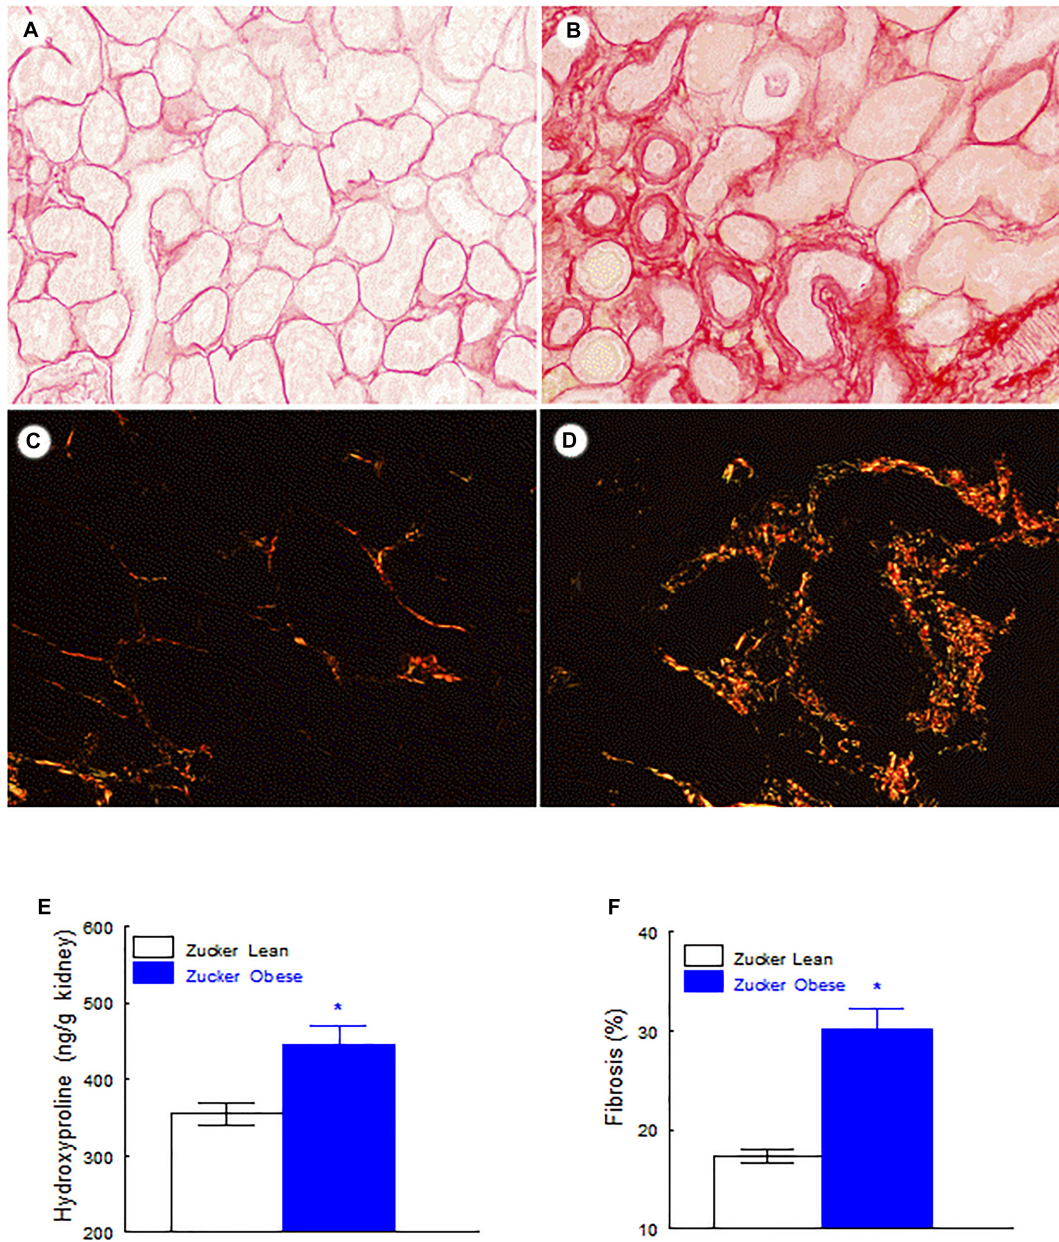 A
B
C
D
E
F
600
500
400
300
200
Hydroxyproline (ng/g kidney)
Zucker Lean
Zucker Obese
*
40
30
20
10
Fibrosis (%)
Zucker Lean
Zucker Obese
*